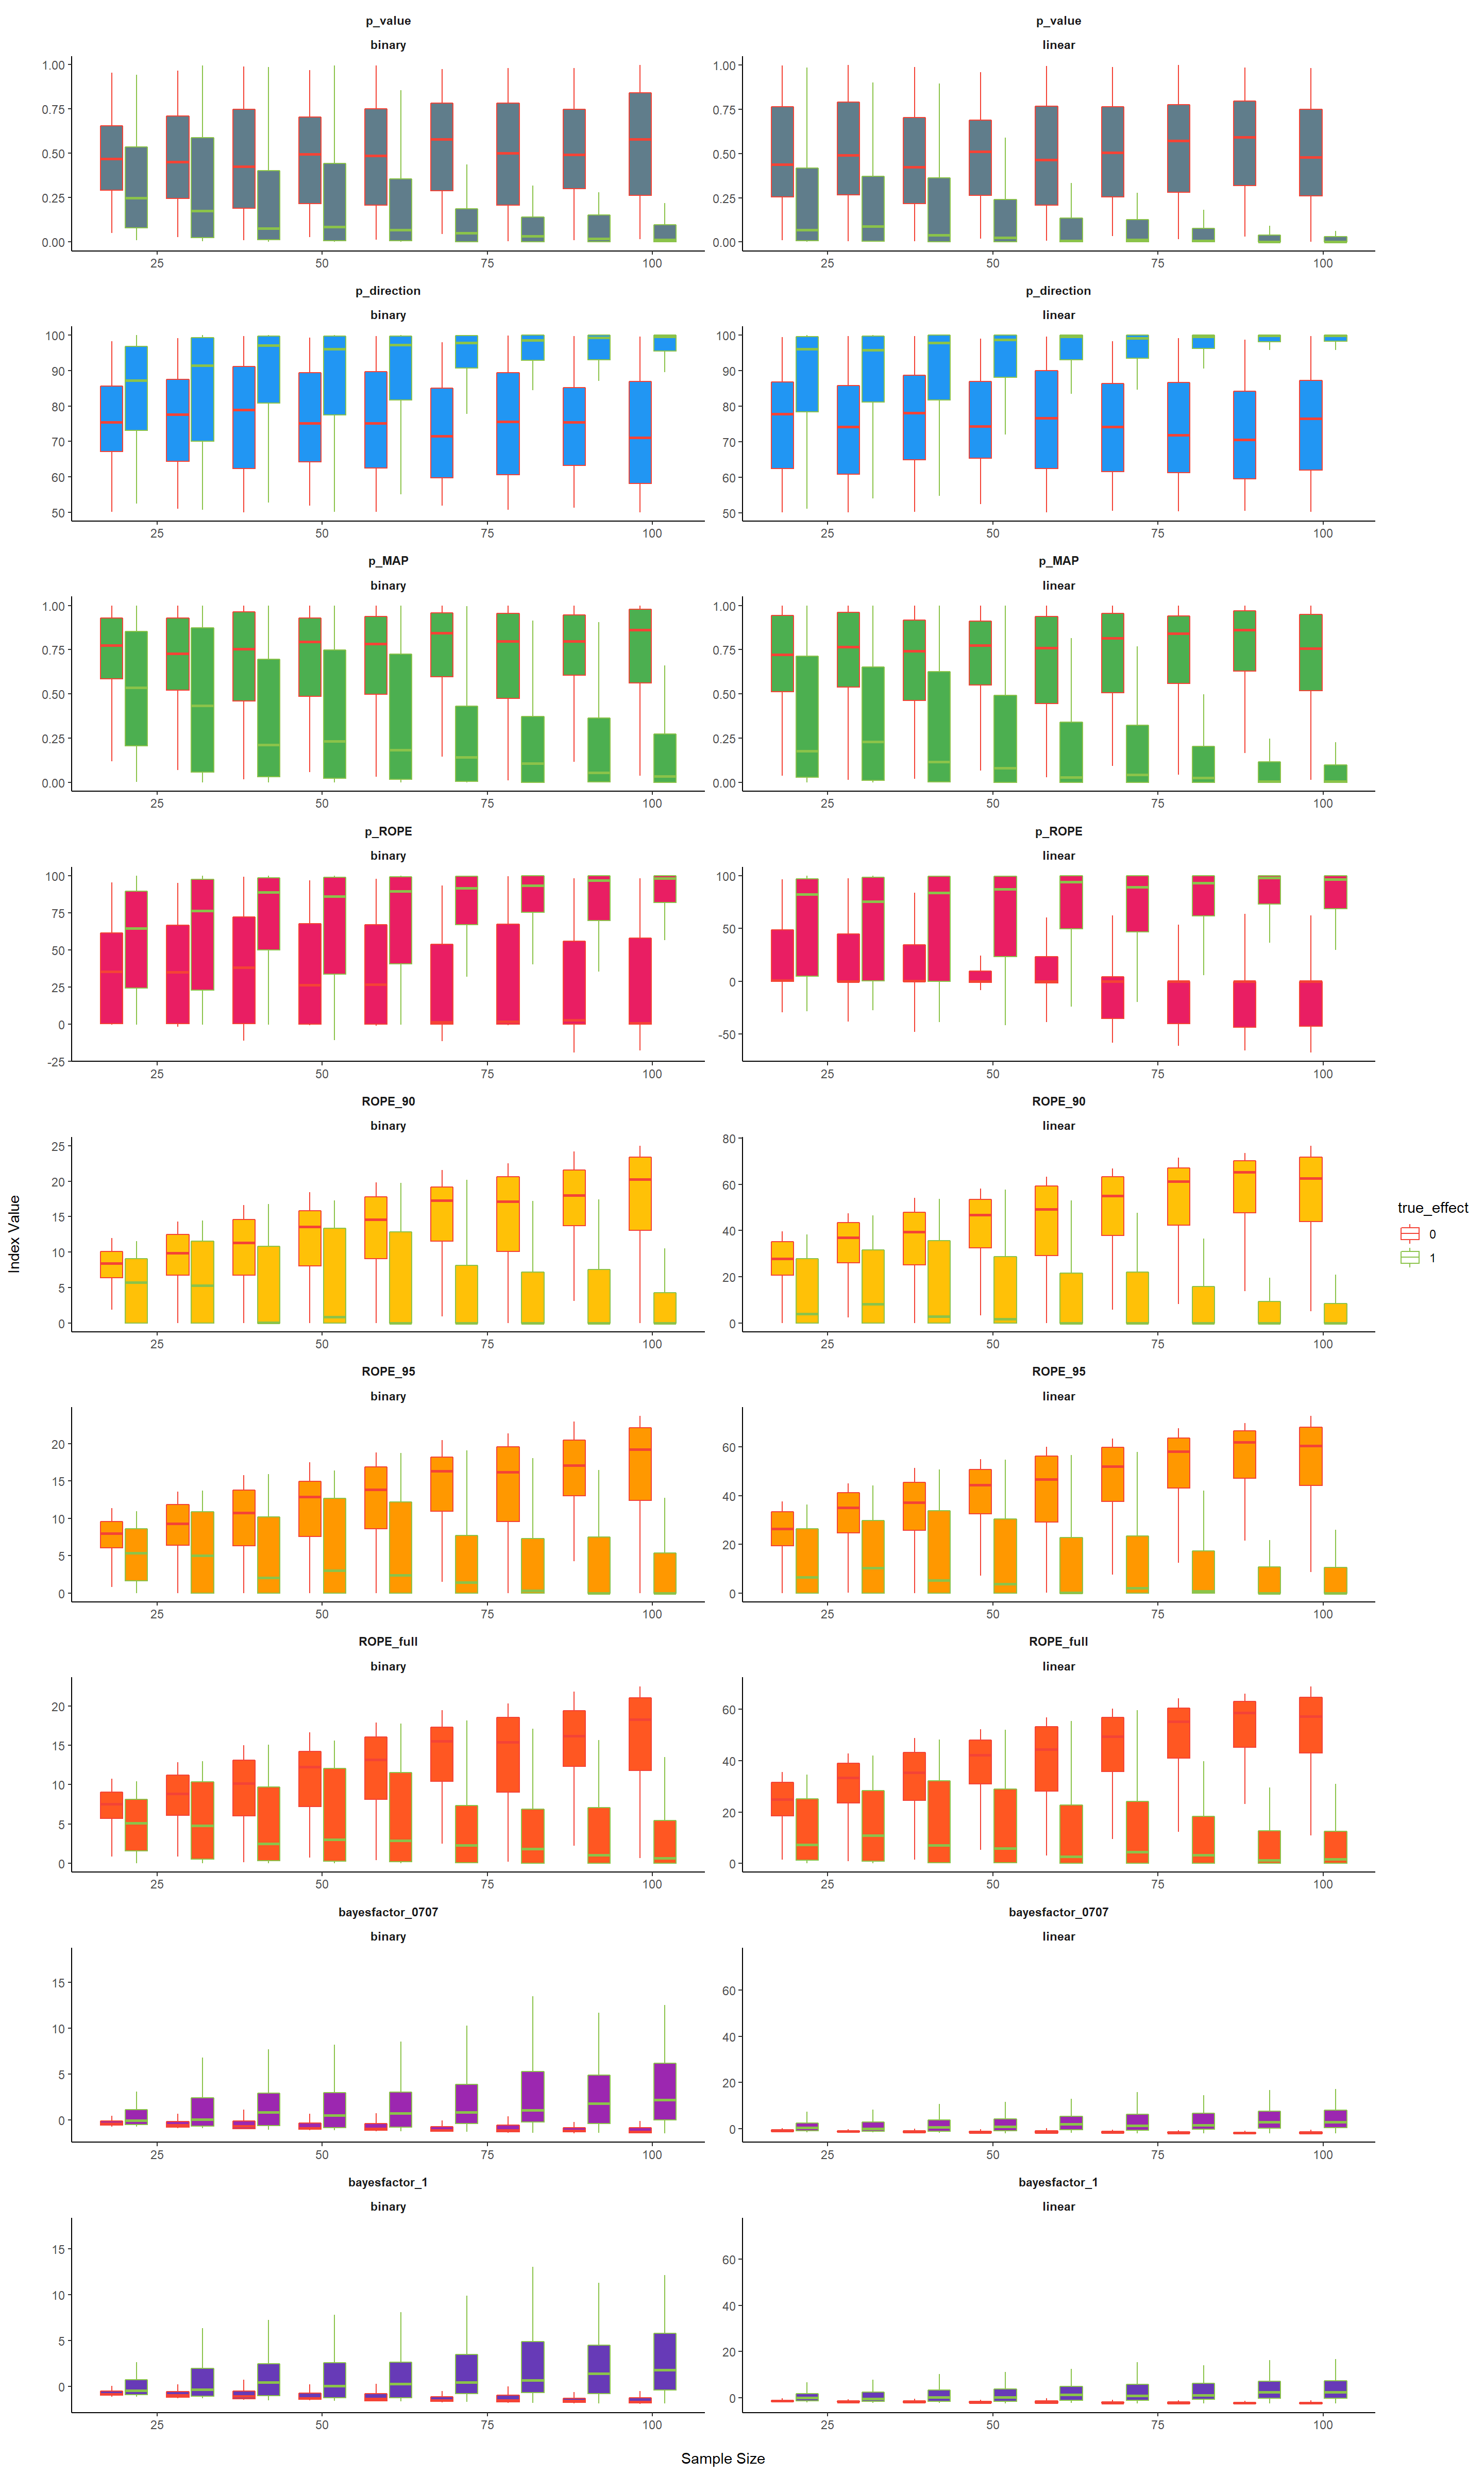 p_value p_value
binary linear
1.00 1.00
0.75 0.75
0.50 0.50
0.25 0.25
0.00 0.00
25 50 75 100 25 50 75 100
p_direction p_direction
binary linear
100 100
90 90
80 80
70 70
60 60
50 50
25 50 75 100 25 50 75 100
p_MAP p_MAP
binary linear
1.00 1.00
0.75 0.75
0.50 0.50
0.25 0.25
0.00 0.00
25 50 75 100 25 50 75 100
p_ROPE p_ROPE
binary linear
100 100
75
50 50
25
0 0
-25 -50
25 50 75 100 25 50 75 100
ROPE_90 ROPE_90
binary linear
25 80
20 60
15 40
10 20
5
0 0
25 50 75 100 25 50 75 100
Index Value
true_effect
0
1
ROPE_95 ROPE_95
binary linear
20 60
15 40
10
5 20
0 0
25 50 75 100 25 50 75 100
ROPE_full ROPE_full
binary linear
20 60
15 40
10
5 20
0 0
25 50 75 100 25 50 75 100
bayesfactor_0707 bayesfactor_0707
binary linear
15 60
10 40
5 20
0 0
25 50 75 100 25 50 75 100
bayesfactor_1 bayesfactor_1
binary linear
15 60
10 40
5 20
0 0
25 50 75 100 25 50 75 100
Sample Size